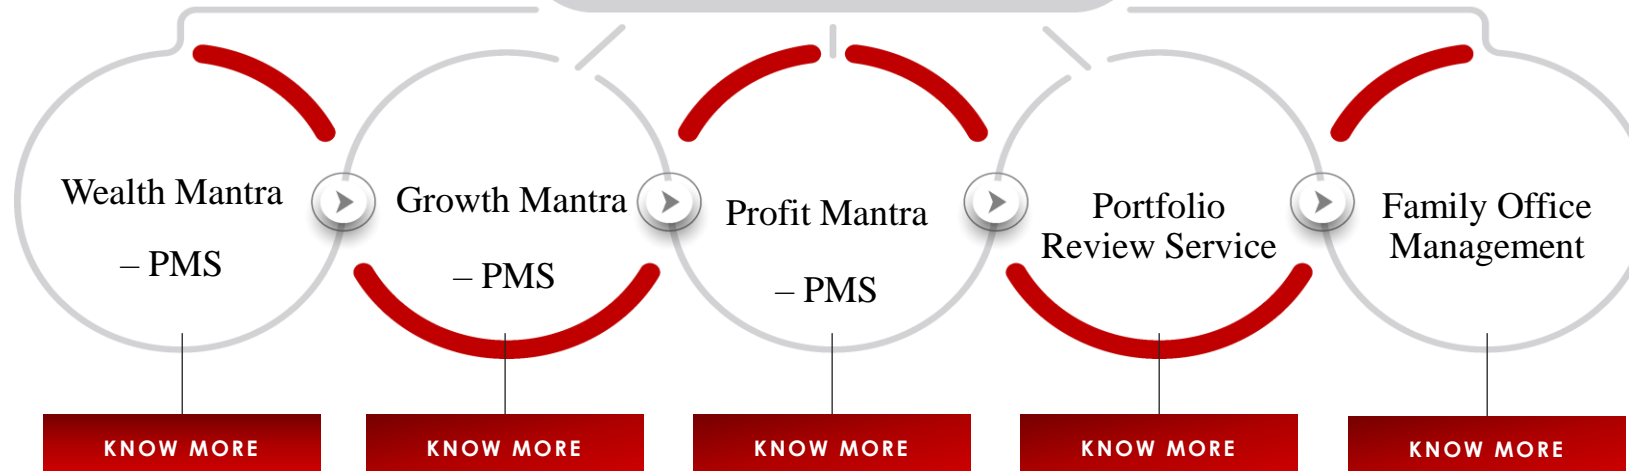 Wealth Mantra
– PMS
Growth Mantra
– PMS
Profit Mantra
– PMS
Portfolio
Review Service
Family Office
Management
KNOW MORE
KNOW MORE
KNOW MORE
KNOW MORE
KNOW MORE